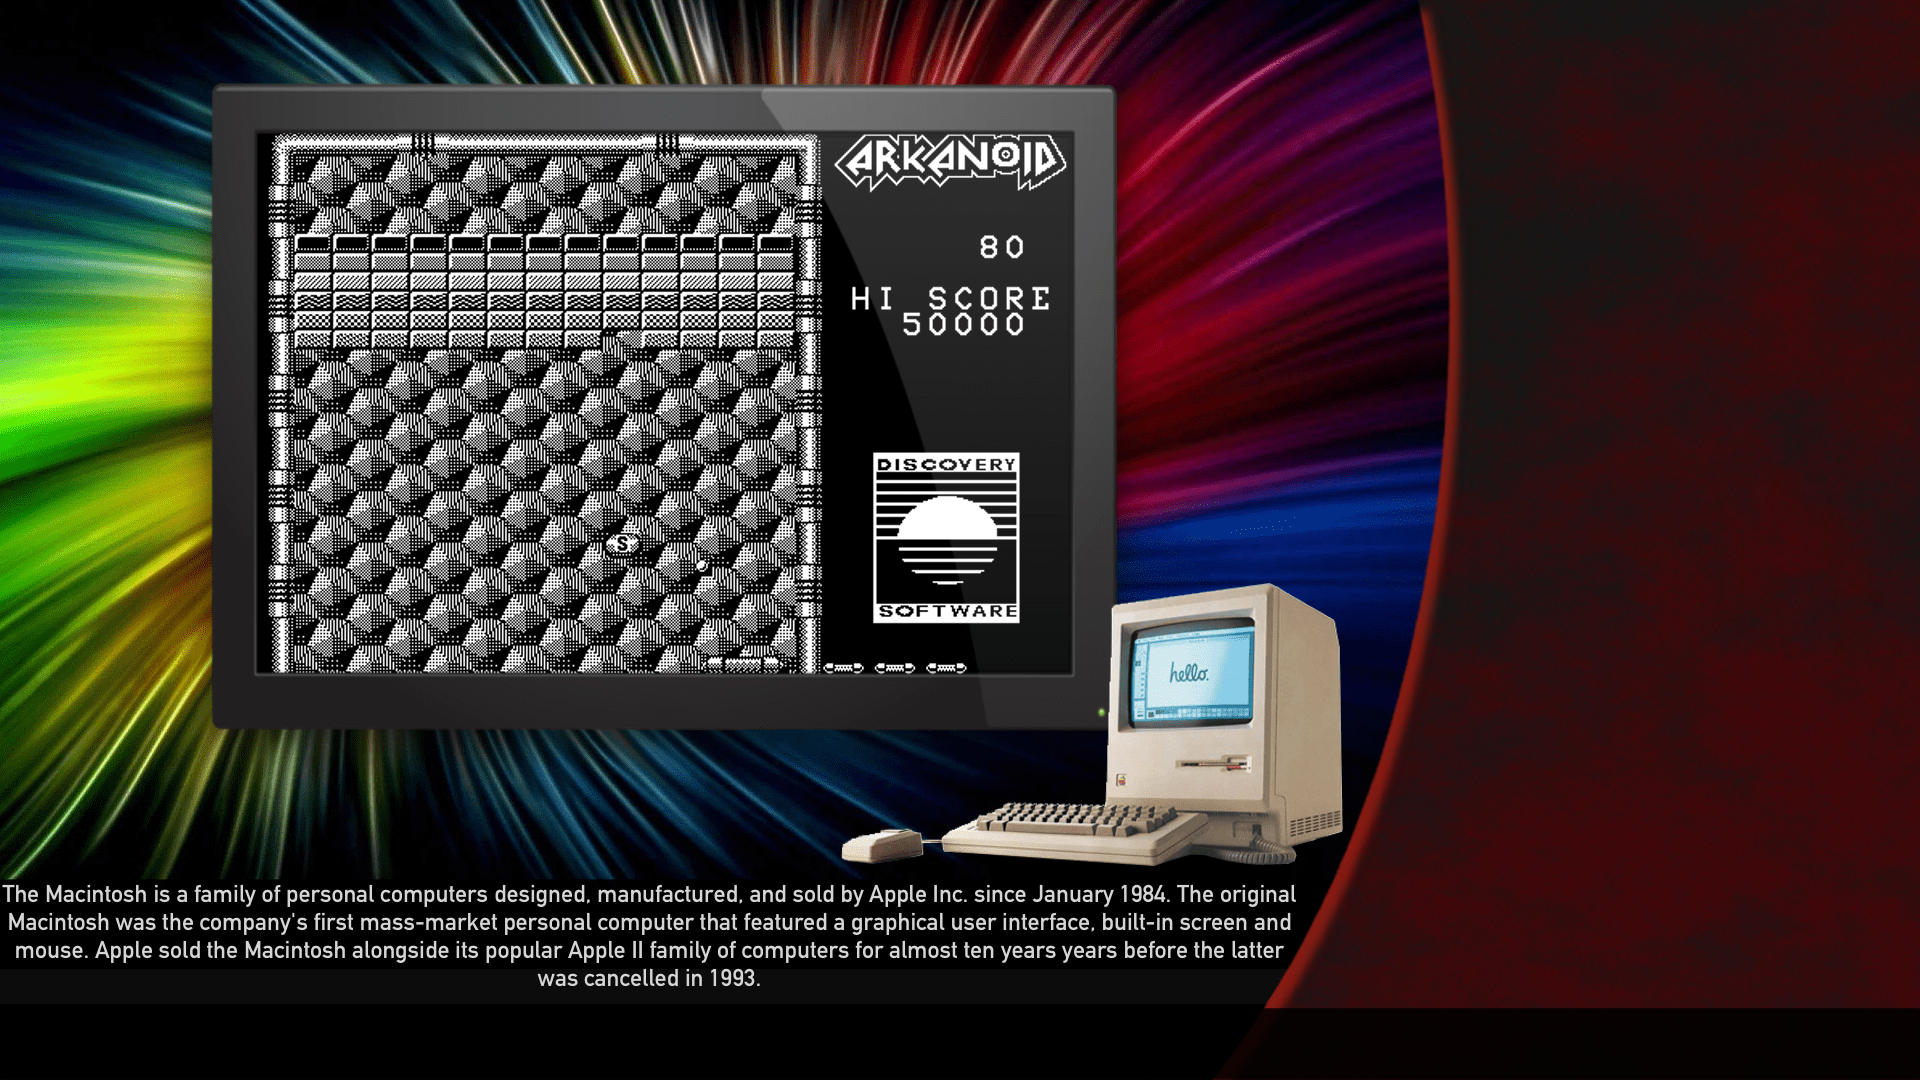 ARKANOID
80
HI SCORE
50000
DISCOVERY
S
SOFTWARE
hello.
The Macintosh is a family of personal computers designed, manufactured, and sold by Apple Inc. since January 1984. The original
Macintosh was the company's first mass-market personal computer that featured a graphical user interface, built-in screen and
mouse. Apple sold the Macintosh alongside its popular Apple II family of computers for almost ten years years before the latter
was cancelled in 1993.